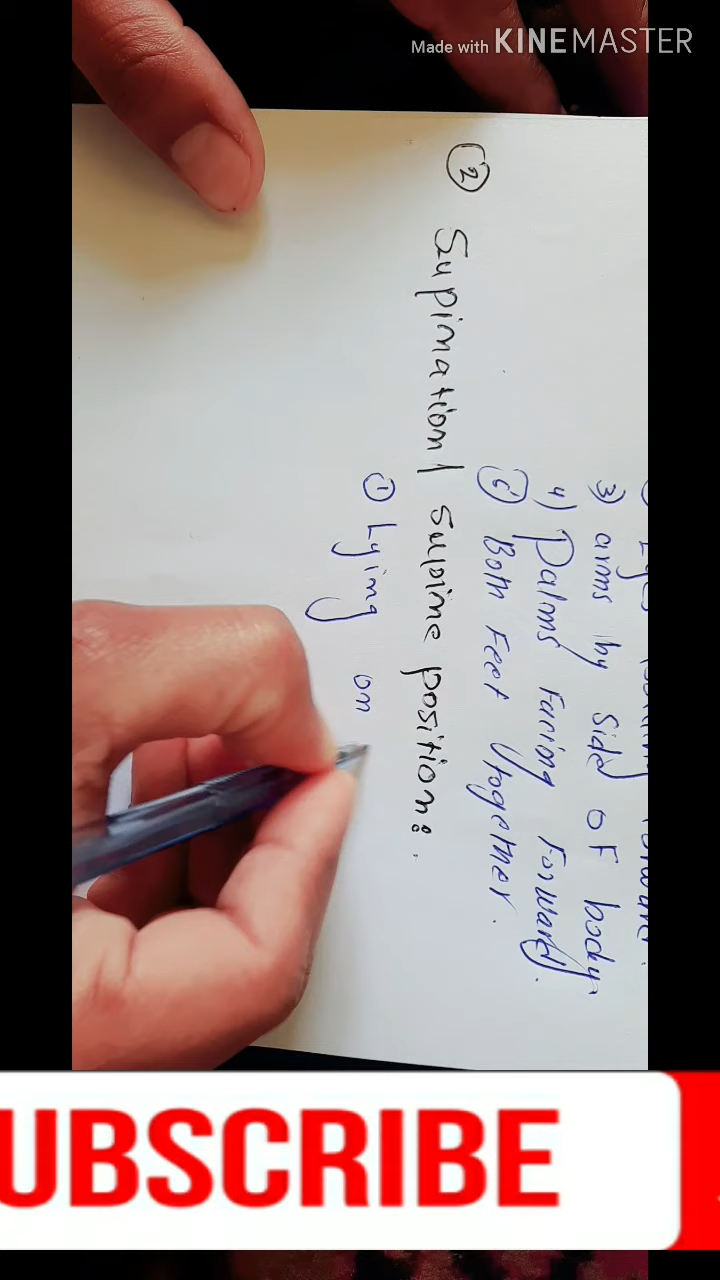 Made with KINEMASTER
3) arms by side of body.
4) Palms Facing Forward.
6 Both Feet together.
2 Supination / Supine position:.
1 Lying on
UBSCRIBE